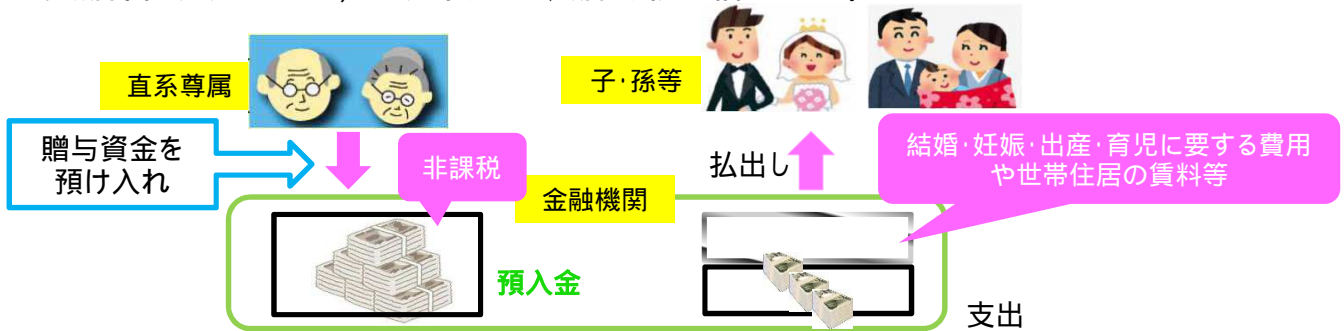 直系尊属
子･孫等
贈与資金を
預け入れ
非課税
払出し
結婚･妊娠･出産･育児に要する費用
や世帯住居の賃料等
金融機関
預入金
支出